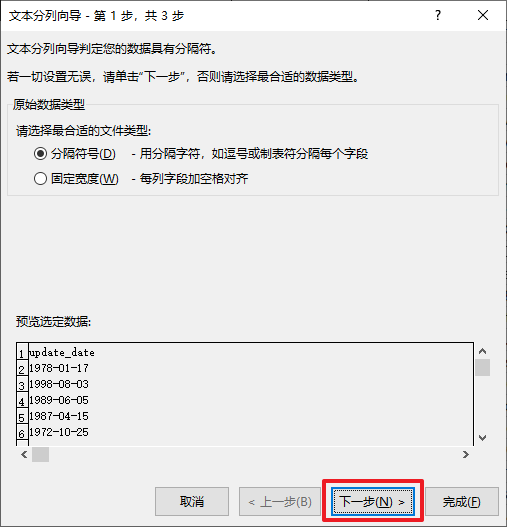 文本分列向导 - 第 1 步，共 3 步
?
文本分列向导判定您的数据具有分隔符。
若一切设置无误，请单击“下一步”，否则请选择最合适的数据类型。
原始数据类型
请选择最合适的文件类型:
分隔符号(D) - 用分隔字符，如逗号或制表符分隔每个字段
固定宽度(W) - 每列字段加空格对齐
预览选定数据:
1 update_date
2 1978-01-17
3 1998-08-03
4 1989-06-05
5 1987-04-15
6 1972-10-25
取消 < 上一步(B) 下一步(N) > 完成(F)